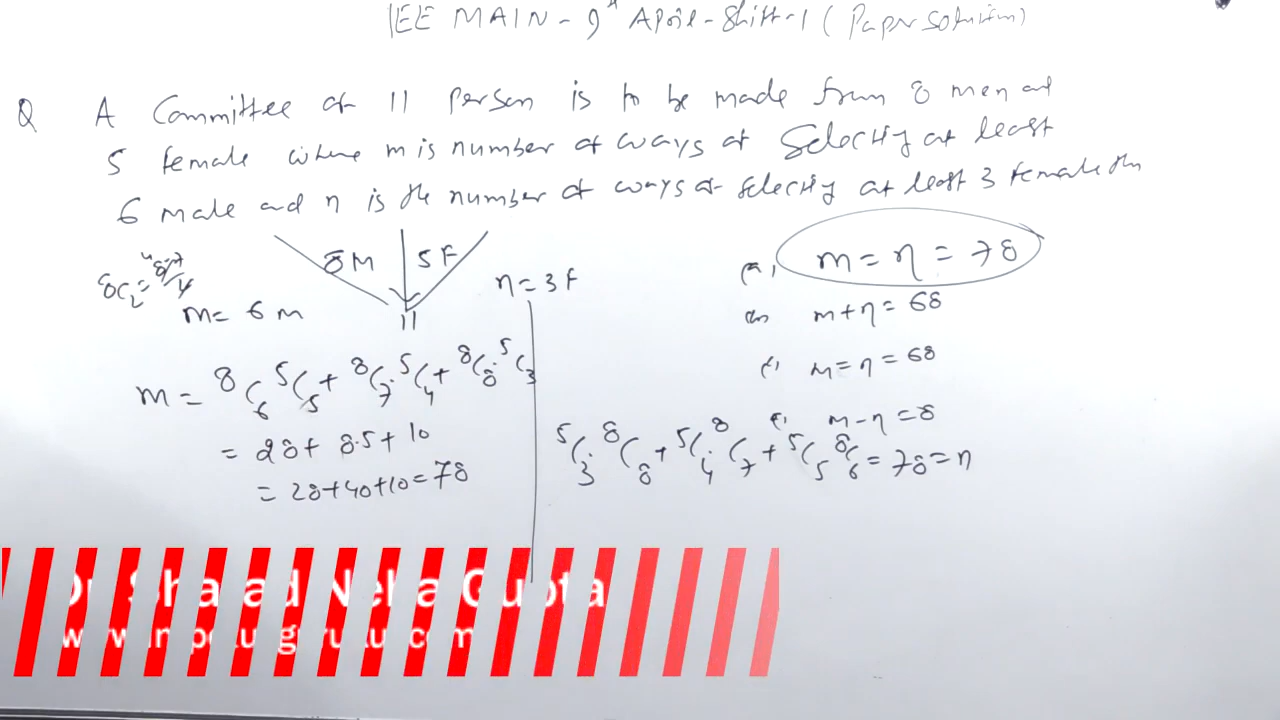 JEE MAIN - 9th April - Shift-1 (Paper solution)
Q A Committee of 11 person is to be made from 8 men and
5 female where m is number of ways of Selecting at least
6 male and n is the number of ways of selecting at least 3 female then
8M 5F
11
8C2 = 8·7/
m = 6 M
n = 3 F
m = 8C6 5C5 + 8C7·5C4 + 8C8·5C3
= 28 + 8·5 + 10
= 28+40+10=78
m = n = 78
m+n = 68
m = n = 68
m-n = 8
5C3·8C8 + 5C4·8C7 + 5C5 8C6 = 78 = n